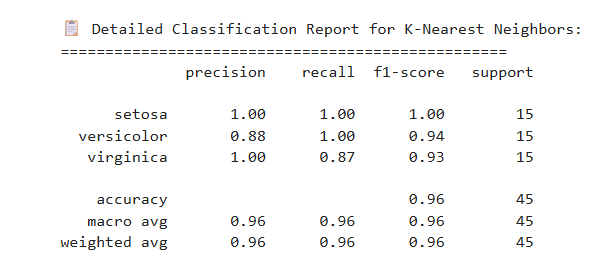 📋 Detailed Classification Report for K-Nearest Neighbors:
==================================================
precision recall f1-score support
setosa 1.00 1.00 1.00 15
versicolor 0.88 1.00 0.94 15
virginica 1.00 0.87 0.93 15
accuracy 0.96 45
macro avg 0.96 0.96 0.96 45
weighted avg 0.96 0.96 0.96 45